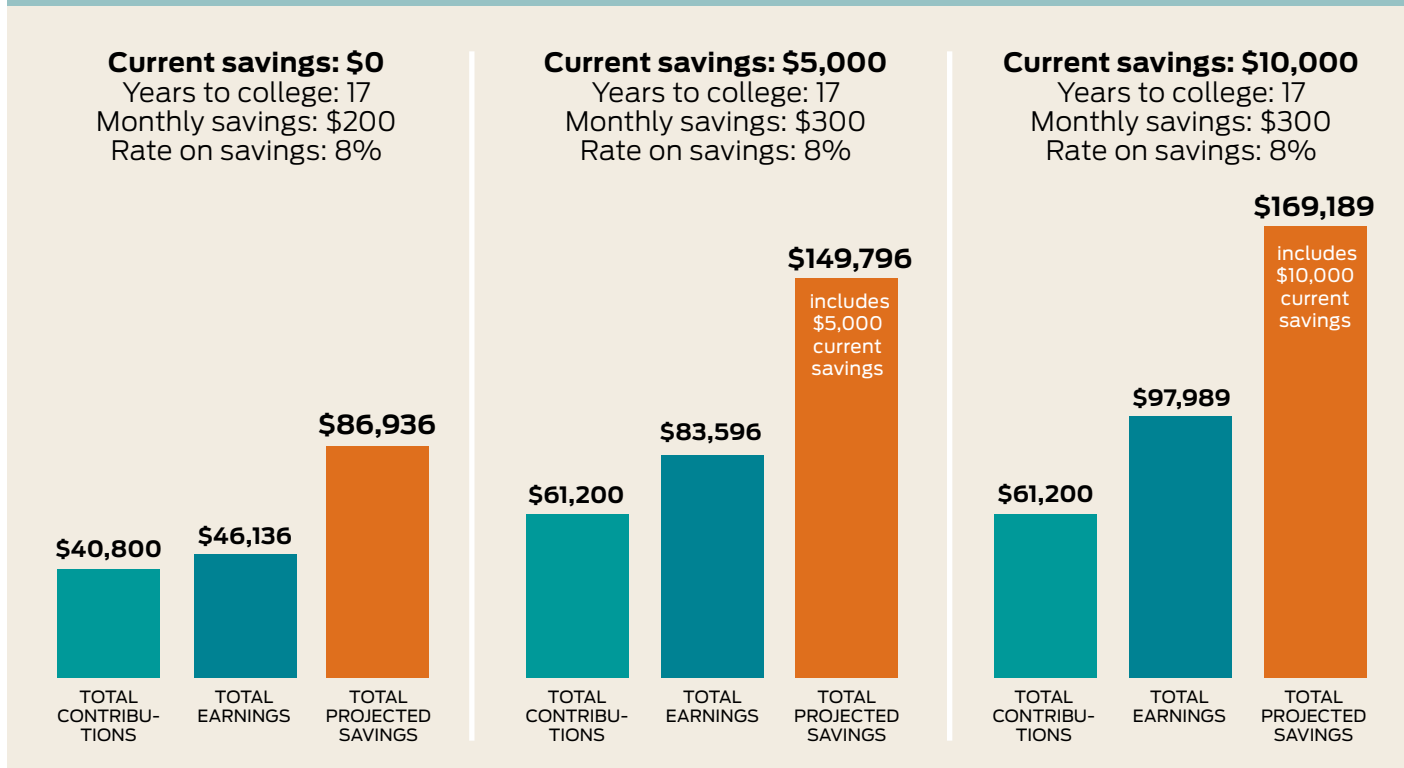 Current savings: $0
Years to college: 17
Monthly savings: $200
Rate on savings: 8%
$40,800
$46,136
$86,936
TOTAL
CONTRIBU-
TIONS
TOTAL
EARNINGS
TOTAL
PROJECTED
SAVINGS
Current savings: $5,000
Years to college: 17
Monthly savings: $300
Rate on savings: 8%
$61,200
$83,596
$149,796
includes
$5,000
current
savings
TOTAL
CONTRIBU-
TIONS
TOTAL
EARNINGS
TOTAL
PROJECTED
SAVINGS
Current savings: $10,000
Years to college: 17
Monthly savings: $300
Rate on savings: 8%
$61,200
$97,989
$169,189
includes
$10,000
current
savings
TOTAL
CONTRIBU-
TIONS
TOTAL
EARNINGS
TOTAL
PROJECTED
SAVINGS